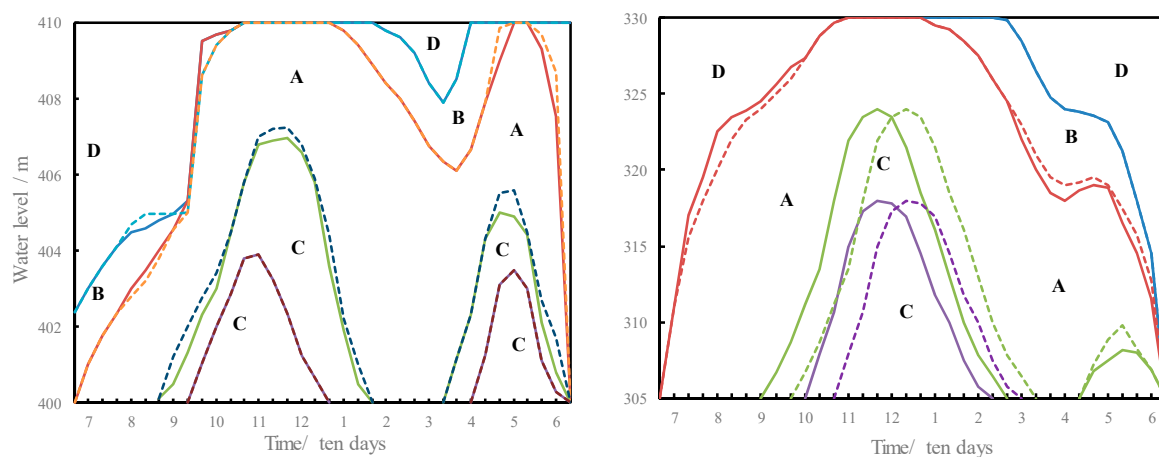 410
408
406
404
402
400
Water level / m
D
B
A
C
C
D
B
A
C
C
7 8 9 10 11 12 1 2 3 4 5 6
Time/ ten days
330
325
320
315
310
305
D
A
C
C
B
D
A
7 8 9 10 11 12 1 2 3 4 5 6
Time/ ten days